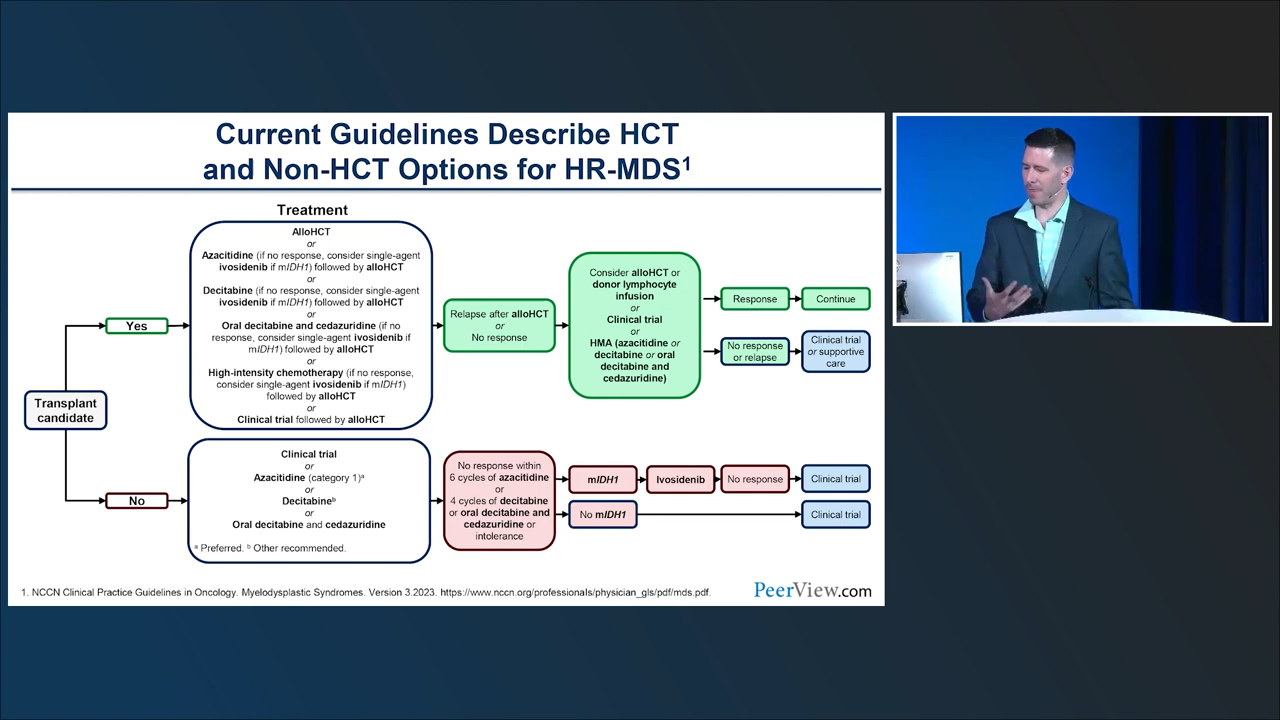 Current Guidelines Describe HCT
and Non-HCT Options for HR-MDS¹
Treatment
AlloHCT
or
Azacitidine (if no response, consider single-agent
ivosidenib if mIDH1) followed by alloHCT
or
Decitabine (if no response, consider single-agent
ivosidenib if mIDH1) followed by alloHCT
or
Oral decitabine and cedazuridine (if no
response, consider single-agent ivosidenib if
mIDH1) followed by alloHCT
or
High-intensity chemotherapy (if no response,
consider single-agent ivosidenib if mIDH1)
followed by alloHCT
or
Clinical trial followed by alloHCT
Yes
Relapse after alloHCT
or
No response
Consider alloHCT or
donor lymphocyte
infusion
or
Clinical trial
or
HMA (azacitidine or
decitabine or oral
decitabine and
cedazuridine)
Response
Continue
No response
or relapse
Clinical trial
or supportive
care
Transplant
candidate
No
Clinical trial
or
Azacitidine (category 1)ᵃ
or
Decitabineᵇ
or
Oral decitabine and cedazuridine
ᵃ Preferred. ᵇ Other recommended.
No response within
6 cycles of azacitidine
or
4 cycles of decitabine
or oral decitabine and
cedazuridine or
intolerance
mIDH1
Ivosidenib
No response
Clinical trial
No mIDH1
Clinical trial
1. NCCN Clinical Practice Guidelines in Oncology. Myelodysplastic Syndromes. Version 3.2023. https://www.nccn.org/professionals/physician_gls/pdf/mds.pdf.
PeerView.com